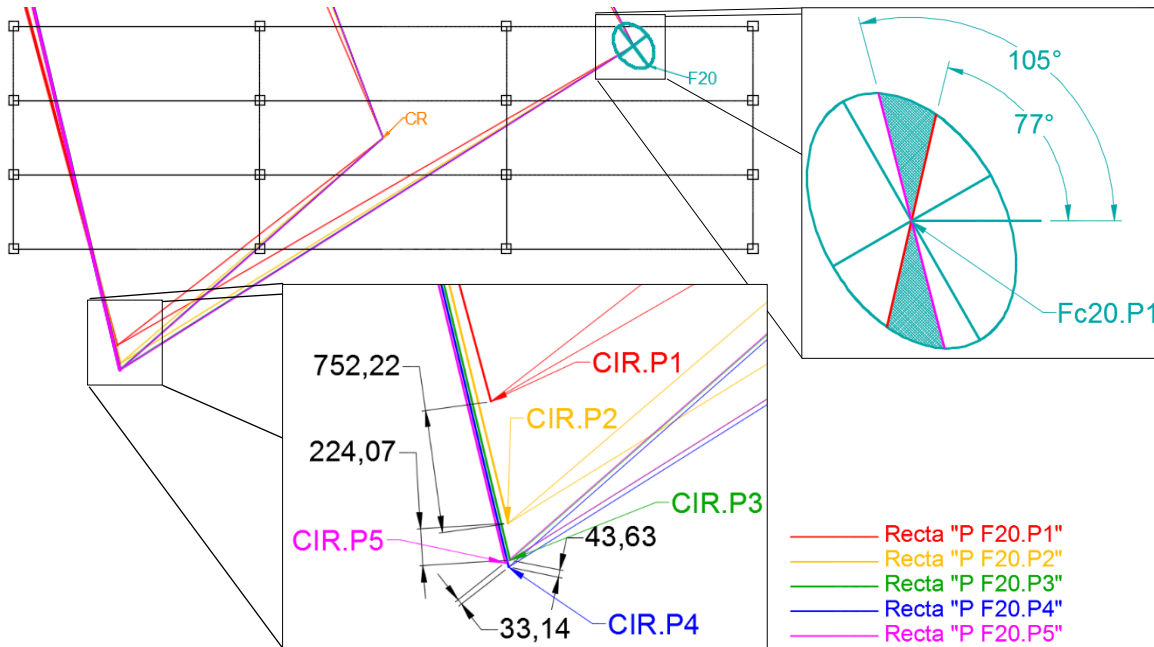 CR
F20
105°
77°
Fc20.P1
752,22
CIR.P1
CIR.P2
224,07
CIR.P3
CIR.P5
43,63
33,14
CIR.P4
Recta "P F20.P1"
Recta "P F20.P2"
Recta "P F20.P3"
Recta "P F20.P4"
Recta "P F20.P5"